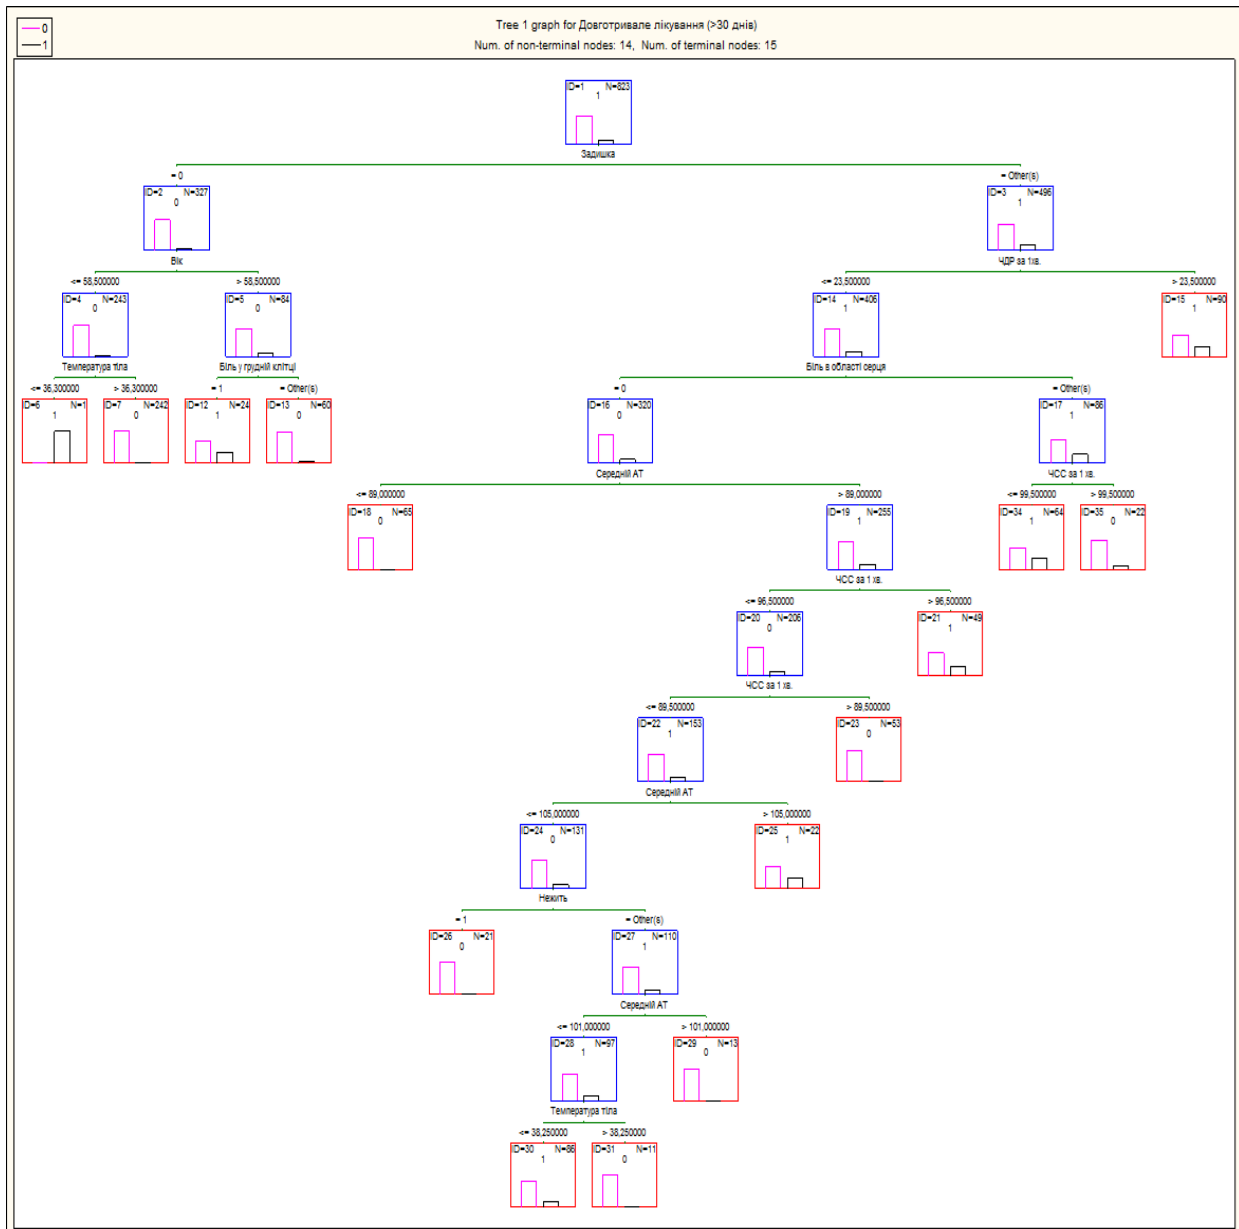 0
1
Tree 1 graph for Довготривале лікування (>30 днів)
Num. of non-terminal nodes: 14, Num. of terminal nodes: 15
ID=1 N=823
1
Задишка
= 0
= Other(s)
ID=2 N=327
0
Вік
ID=3 N=496
1
ЧДР за 1хв.
<= 58,500000
> 58,500000
<= 23,500000
> 23,500000
ID=4 N=243
0
Температура тіла
ID=5 N=84
0
Біль у грудній клітці
ID=14 N=406
1
Біль в області серця
ID=15 N=90
1
<= 36,300000
> 36,300000
= 1
= Other(s)
= 0
= Other(s)
ID=6 N=1
1
ID=7 N=242
0
ID=12 N=24
1
ID=13 N=60
0
ID=16 N=320
0
Середній АТ
ID=17 N=86
1
ЧСС за 1 хв.
<= 89,000000
> 89,000000
<= 99,500000
> 99,500000
ID=18 N=65
0
ID=19 N=255
1
ЧСС за 1 хв.
ID=34 N=64
1
ID=35 N=22
0
<= 96,500000
> 96,500000
ID=20 N=206
0
ЧСС за 1 хв.
ID=21 N=49
1
<= 89,500000
> 89,500000
ID=22 N=153
1
Середній АТ
ID=23 N=53
0
<= 105,000000
> 105,000000
ID=24 N=131
0
Нежить
ID=25 N=22
1
= 1
= Other(s)
ID=26 N=21
0
ID=27 N=110
1
Середній АТ
<= 101,000000
> 101,000000
ID=28 N=97
1
Температура тіла
ID=29 N=13
0
<= 38,250000
> 38,250000
ID=30 N=86
1
ID=31 N=11
0